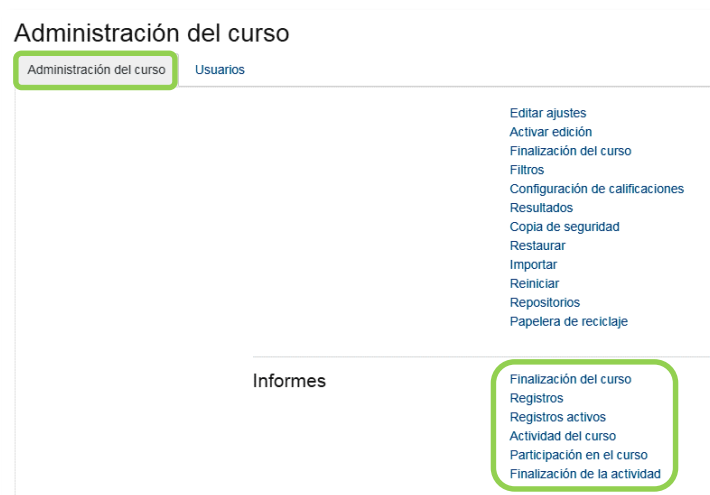 Administración del curso
Administración del curso Usuarios
Editar ajustes
Activar edición
Finalización del curso
Filtros
Configuración de calificaciones
Resultados
Copia de seguridad
Restaurar
Importar
Reiniciar
Repositorios
Papelera de reciclaje
Informes Finalización del curso
Registros
Registros activos
Actividad del curso
Participación en el curso
Finalización de la actividad